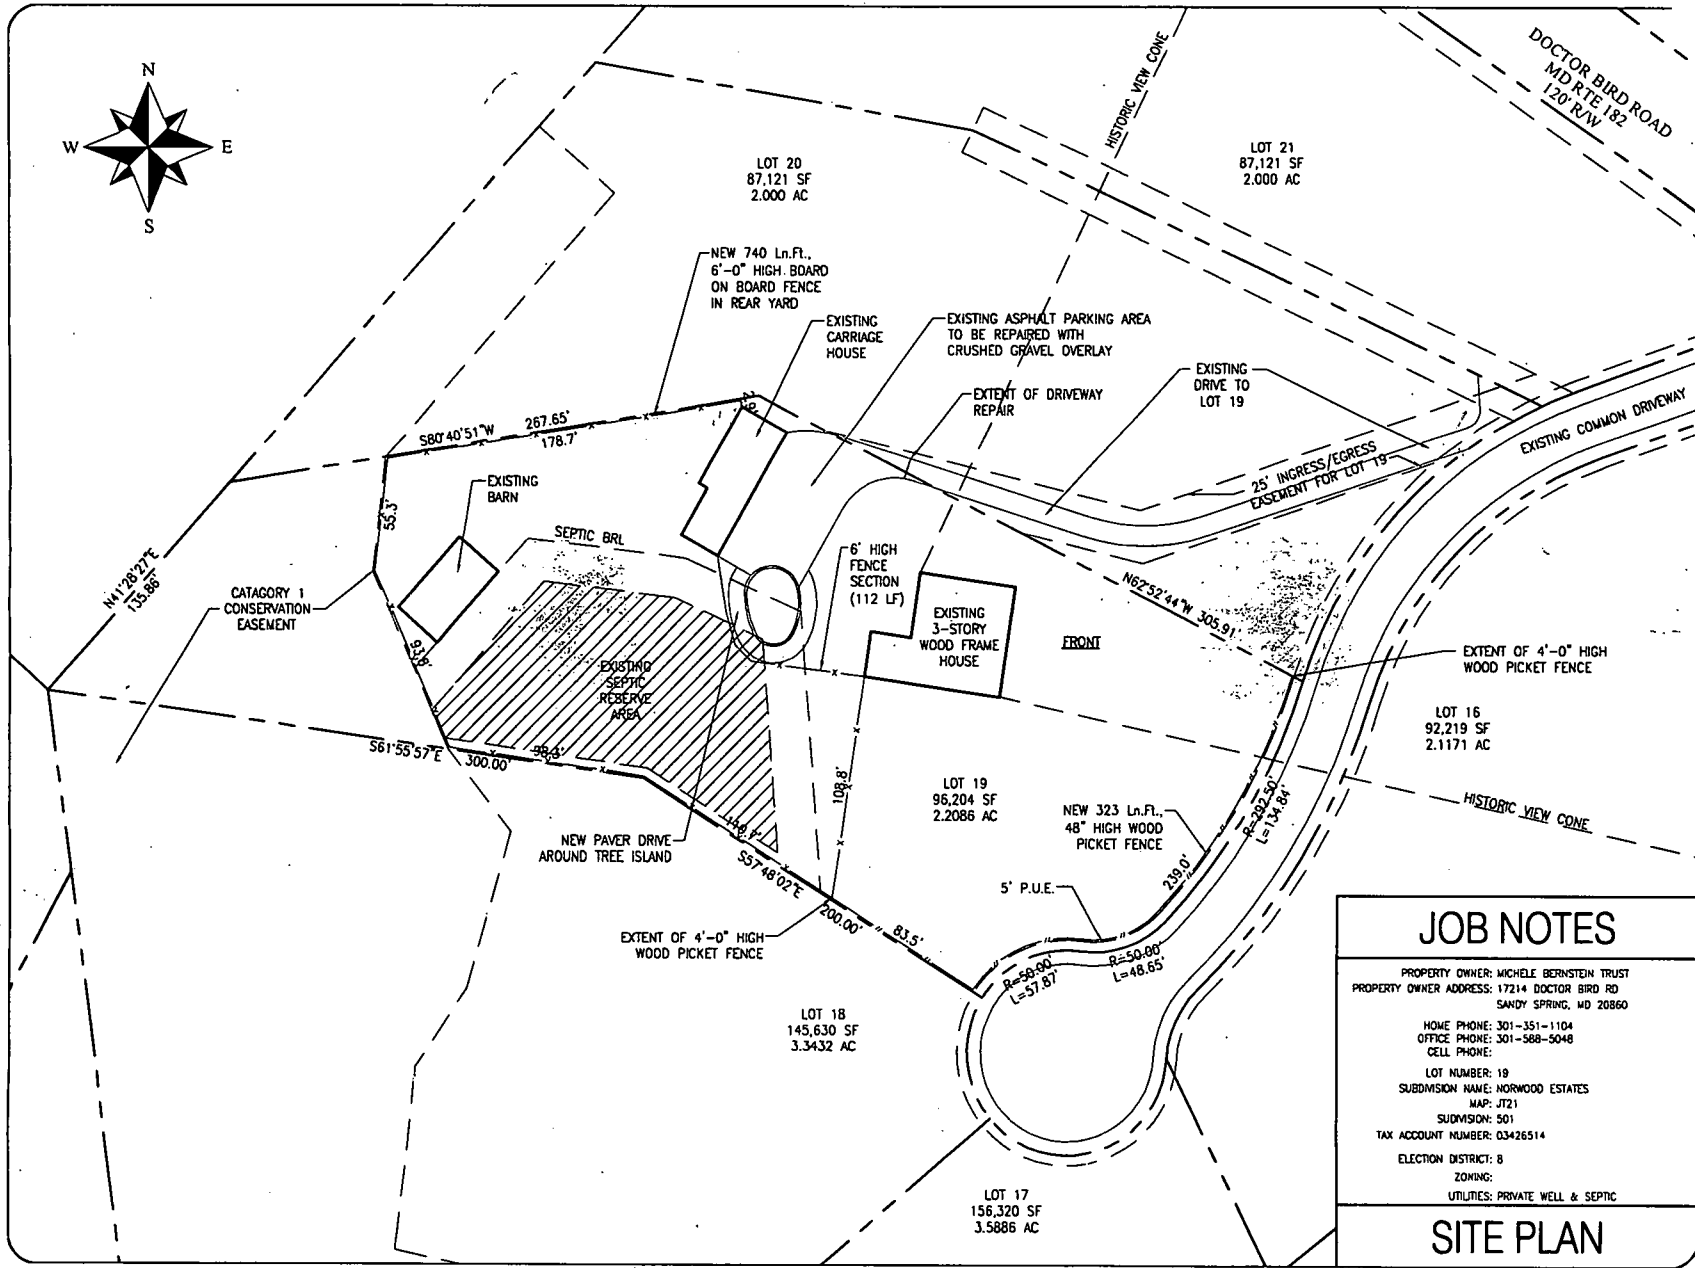 N
W
E
S
DOCTOR BIRD ROAD
MD RTE 182
120' R/W
HISTORIC VIEW CONE
LOT 20
87,121 SF
2.000 AC
LOT 21
87,121 SF
2.000 AC
NEW 740 Ln.Ft.,
6'-0" HIGH BOARD
ON BOARD FENCE
IN REAR YARD
EXISTING
CARRIAGE
HOUSE
EXISTING ASPHALT PARKING AREA
TO BE REPAIRED WITH
CRUSHED GRAVEL OVERLAY
EXTENT OF DRIVEWAY
REPAIR
EXISTING
DRIVE TO
LOT 19
EXISTING COMMON DRIVEWAY
25' INGRESS/EGRESS
EASEMENT FOR LOT 19
S80°40'51"W
267.65'
178.7'
2.9'
EXISTING
BARN
55.3'
SEPTIC BRL
N41°28'27"E
135.86'
CATAGORY 1
CONSERVATION
EASEMENT
93.8'
6' HIGH
FENCE
SECTION
(112 LF)
EXISTING
3-STORY
WOOD FRAME
HOUSE
FRONT
N62°52'44"W 305.91'
EXTENT OF 4'-0" HIGH
WOOD PICKET FENCE
EXISTING
SEPTIC
RESERVE
AREA
LOT 16
92,219 SF
2.1171 AC
S61°55'57"E
300.00'
98.3'
108.8'
LOT 19
96,204 SF
2.2086 AC
NEW 323 Ln.Ft.,
48" HIGH WOOD
PICKET FENCE
R=292.50'
L=134.84'
HISTORIC VIEW CONE
NEW PAVER DRIVE
AROUND TREE ISLAND
S57°48'02"E
200.00'
239.0'
5' P.U.E.
83.5'
EXTENT OF 4'-0" HIGH
WOOD PICKET FENCE
R=50.00'
L=57.87'
R=50.00'
L=48.65'
LOT 18
145,630 SF
3.3432 AC
LOT 17
156,320 SF
3.5886 AC
JOB NOTES
PROPERTY OWNER: MICHELE BERNSTEIN TRUST
PROPERTY OWNER ADDRESS: 17214 DOCTOR BIRD RD
SANDY SPRING, MD 20860
HOME PHONE: 301-351-1104
OFFICE PHONE: 301-588-5048
CELL PHONE:
LOT NUMBER: 19
SUBDIVISION NAME: NORWOOD ESTATES
MAP: JT21
SUDIVISION: 501
TAX ACCOUNT NUMBER: 03426514
ELECTION DISTRICT: 8
ZONING:
UTILITIES: PRIVATE WELL & SEPTIC
SITE PLAN